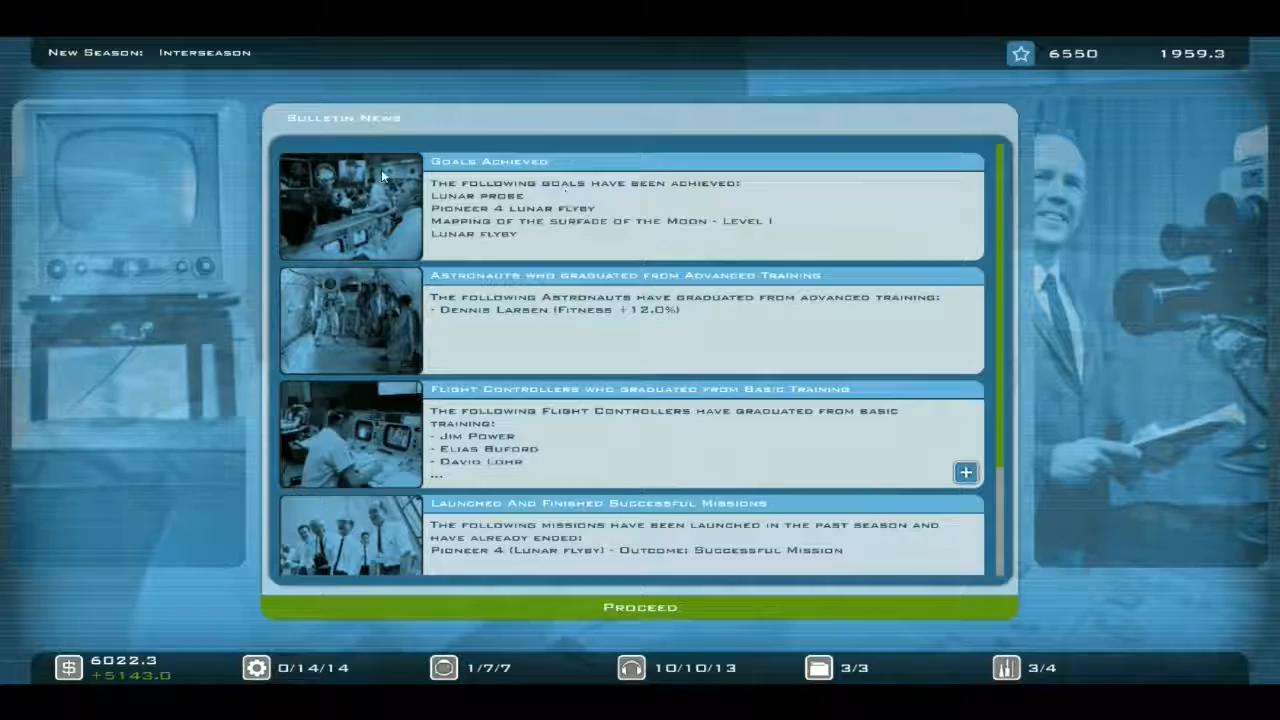 New Season: Interseason
6550
1959.3
Bulletin News
Goals Achieved
The following goals have been achieved:
Lunar probe
Pioneer 4 Lunar flyby
Mapping of the surface of the Moon - Level I
Lunar flyby
Astronauts who graduated from Advanced Training
The following Astronauts have graduated from advanced training:
- Dennis Larsen (Fitness +12.0%)
Flight Controllers who graduated from Basic Training
The following Flight Controllers have graduated from basic
training:
- Jim Power
- Elias Buford
- David Lohr
...
Launched And Finished Successful Missions
The following missions have been launched in the past season and
have already ended:
Pioneer 4 (Lunar flyby) - Outcome: Successful Mission
Proceed
6022.3
+5143.0
0/14/14
1/7/7
10/10/13
3/3
3/4